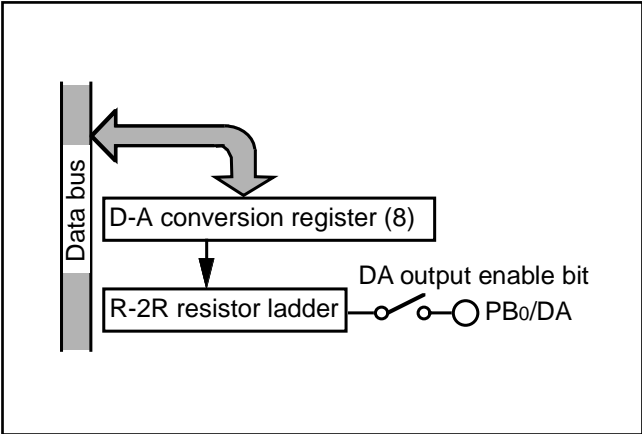 Data bus
D-A conversion register (8)
DA output enable bit
R-2R resistor ladder
PB0/DA